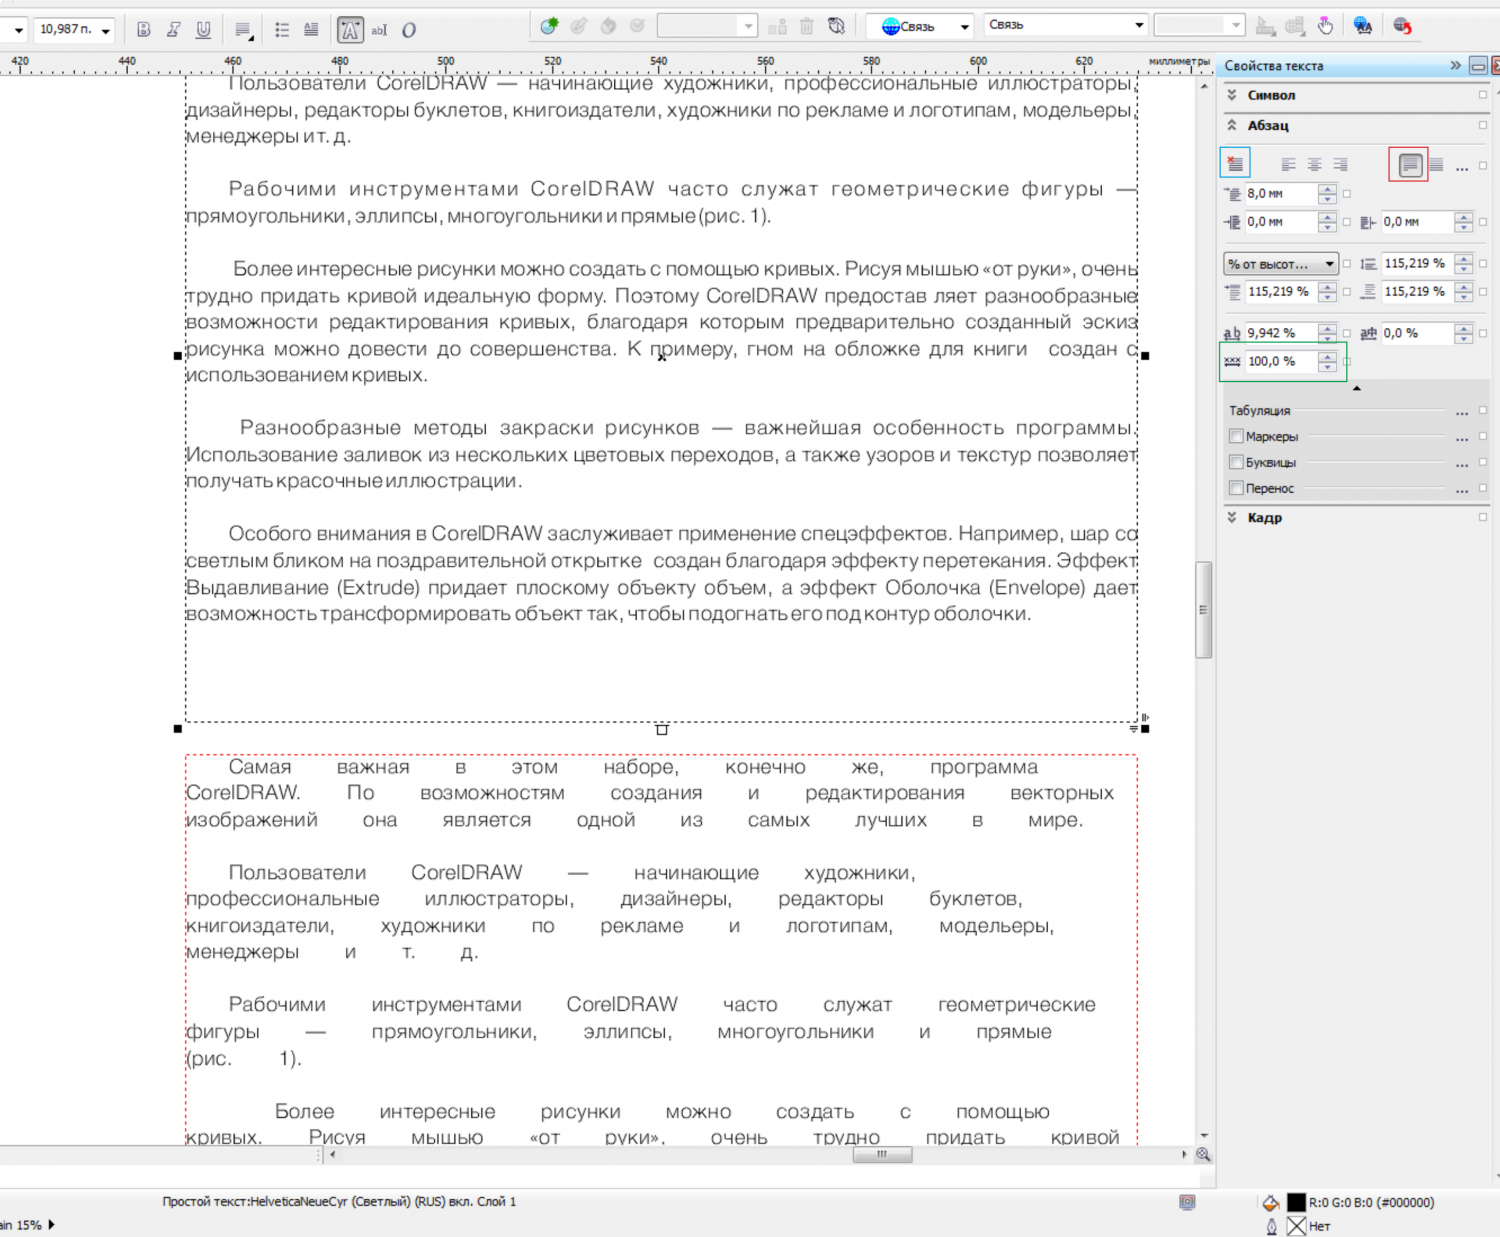 10,987 п.
B I U
A
abI
O
Связь
Связь
420 440 460 480 500 520 540 560 580 600 620 миллиметры
Свойства текста
Символ
Абзац
8,0 мм
0,0 мм 0,0 мм
% от высот... 115,219 %
115,219 % 115,219 %
ab 9,942 % 0,0 %
xxx 100,0 %
Табуляция ...
Маркеры ...
Буквицы ...
Перенос ...
Кадр
Пользователи CorelDRAW — начинающие художники, профессиональные иллюстраторы,
дизайнеры, редакторы буклетов, книгоиздатели, художники по рекламе и логотипам, модельеры,
менеджеры и т. д.
Рабочими инструментами CorelDRAW часто служат геометрические фигуры —
прямоугольники, эллипсы, многоугольники и прямые (рис. 1).
Более интересные рисунки можно создать с помощью кривых. Рисуя мышью «от руки», очень
трудно придать кривой идеальную форму. Поэтому CorelDRAW предостав ляет разнообразные
возможности редактирования кривых, благодаря которым предварительно созданный эскиз
рисунка можно довести до совершенства. К примеру, гном на обложке для книги создан с
использованием кривых.
Разнообразные методы закраски рисунков — важнейшая особенность программы.
Использование заливок из нескольких цветовых переходов, а также узоров и текстур позволяет
получать красочные иллюстрации.
Особого внимания в CorelDRAW заслуживает применение спецэффектов. Например, шар со
светлым бликом на поздравительной открытке создан благодаря эффекту перетекания. Эффект
Выдавливание (Extrude) придает плоскому объекту объем, а эффект Оболочка (Envelope) дает
возможность трансформировать объект так, чтобы подогнать его под контур оболочки.
Самая важная в этом наборе, конечно же, программа
CorelDRAW. По возможностям создания и редактирования векторных
изображений она является одной из самых лучших в мире.
Пользователи CorelDRAW — начинающие художники,
профессиональные иллюстраторы, дизайнеры, редакторы буклетов,
книгоиздатели, художники по рекламе и логотипам, модельеры,
менеджеры и т. д.
Рабочими инструментами CorelDRAW часто служат геометрические
фигуры — прямоугольники, эллипсы, многоугольники и прямые
(рис. 1).
Более интересные рисунки можно создать с помощью
кривых. Рисуя мышью «от руки», очень трудно придать кривой
Простой текст:HelveticaNeueCyr (Светлый) (RUS) вкл. Слой 1
R:0 G:0 B:0 (#000000)
ain 15%
Нет